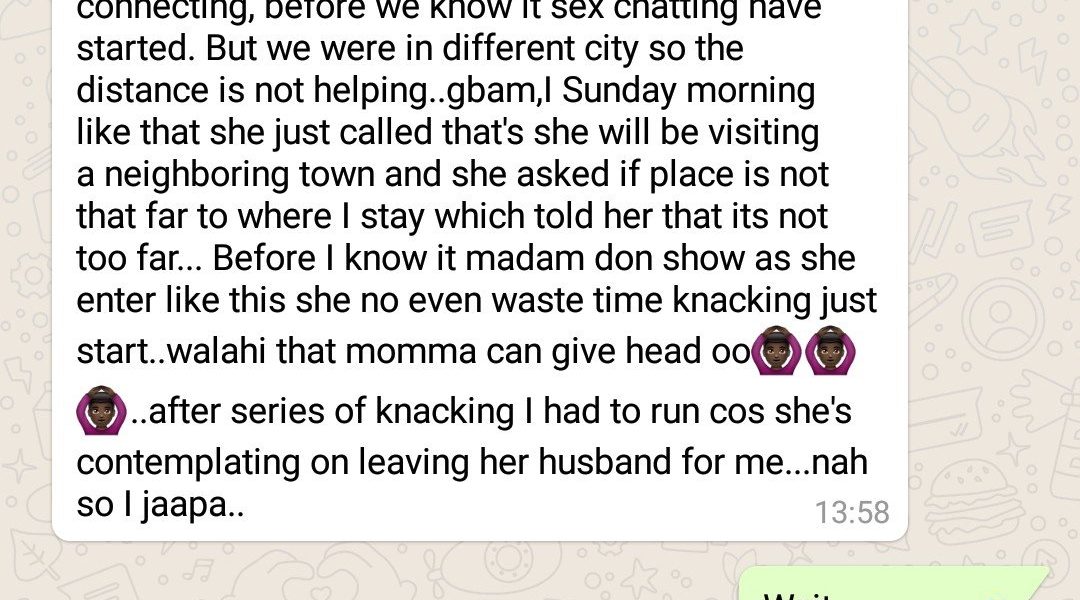 connecting, before we know it sex chatting have
started. But we were in different city so the
distance is not helping..gbam,I Sunday morning
like that she just called that's she will be visiting
a neighboring town and she asked if place is not
that far to where I stay which told her that its not
too far... Before I know it madam don show as she
enter like this she no even waste time knacking just
start..walahi that momma can give head oo🙆🏿🙆🏿
🙆🏿..after series of knacking I had to run cos she's
contemplating on leaving her husband for me...nah
so I jaapa..
13:58
Wait